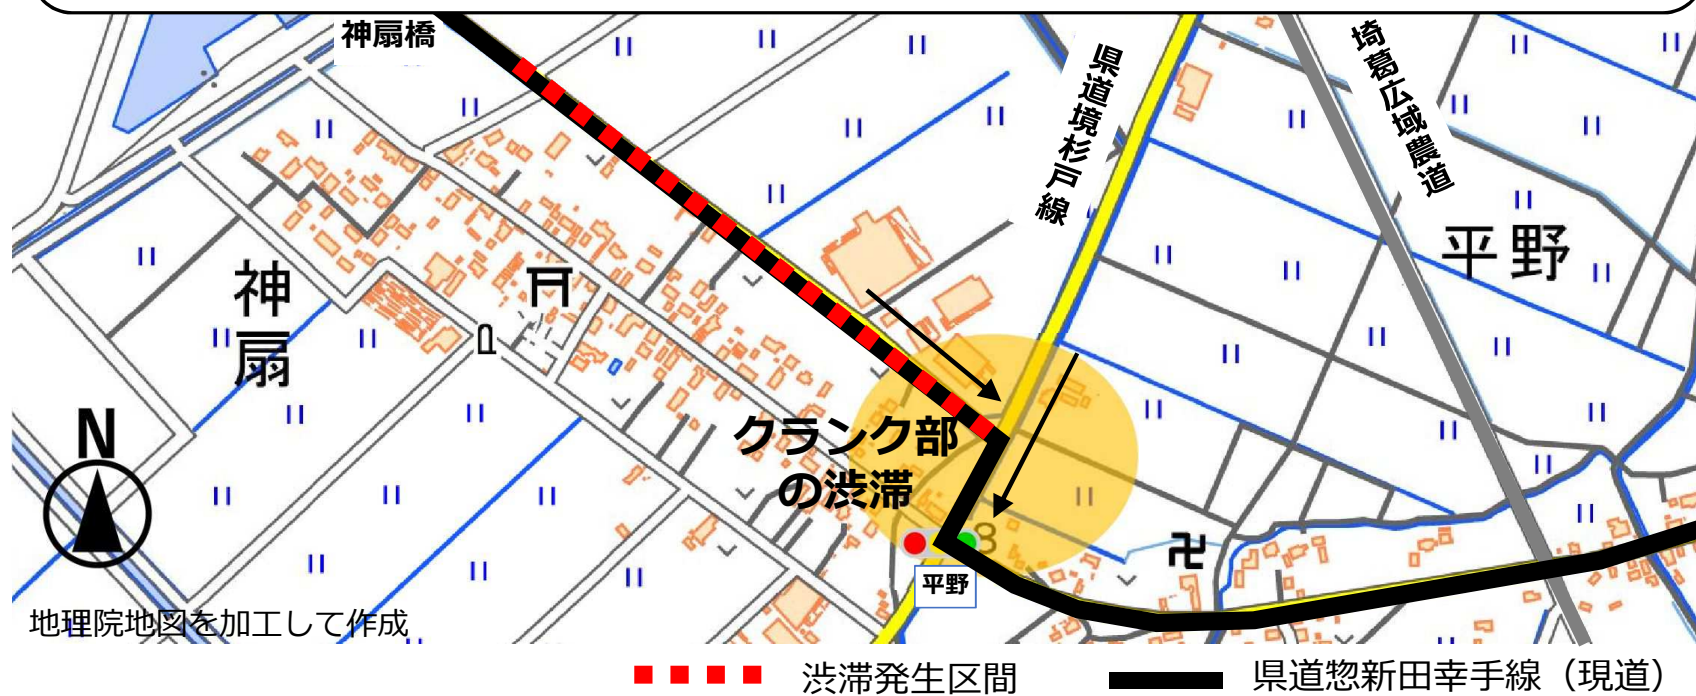 神扇橋
県道境杉戸線
埼葛広域農道
平野
神扇
N
クランク部
の渋滞
平野
地理院地図を加工して作成
渋滞発生区間
県道惣新田幸手線（現道）